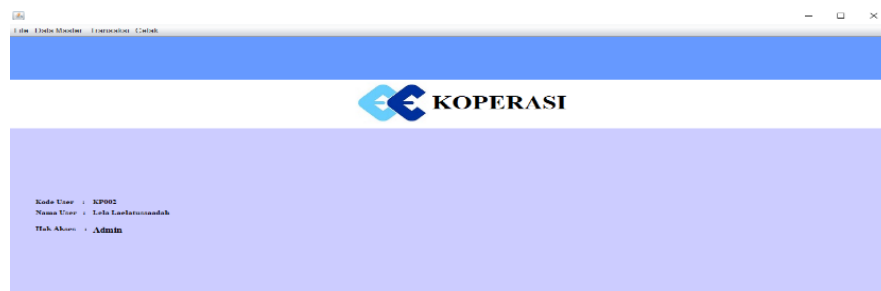 File Data Master Transaksi Cetak
KOPERASI
Kode User : KP002
Nama User : Lela Laelatussaadah
Hak Akses : Admin